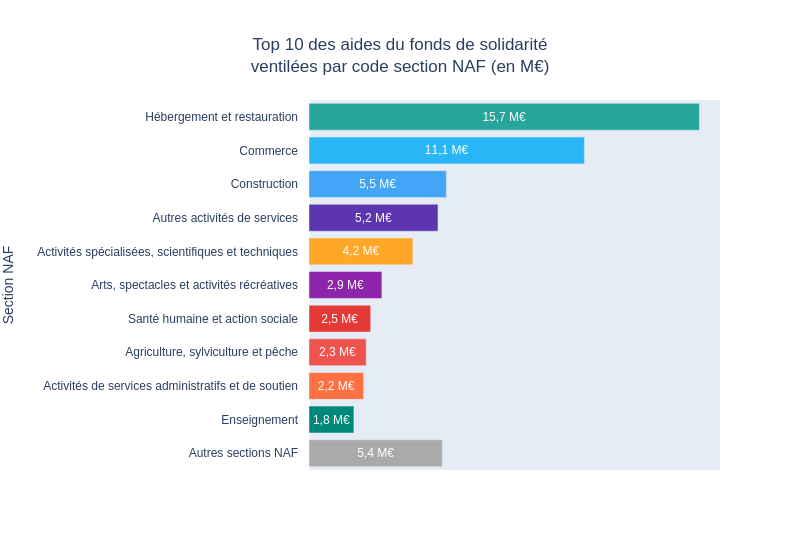 Top 10 des aides du fonds de solidarité
ventilées par code section NAF (en M€)
Section NAF
Hébergement et restauration 15,7 M€
Commerce 11,1 M€
Construction 5,5 M€
Autres activités de services 5,2 M€
Activités spécialisées, scientifiques et techniques 4,2 M€
Arts, spectacles et activités récréatives 2,9 M€
Santé humaine et action sociale 2,5 M€
Agriculture, sylviculture et pêche 2,3 M€
Activités de services administratifs et de soutien 2,2 M€
Enseignement 1,8 M€
Autres sections NAF 5,4 M€